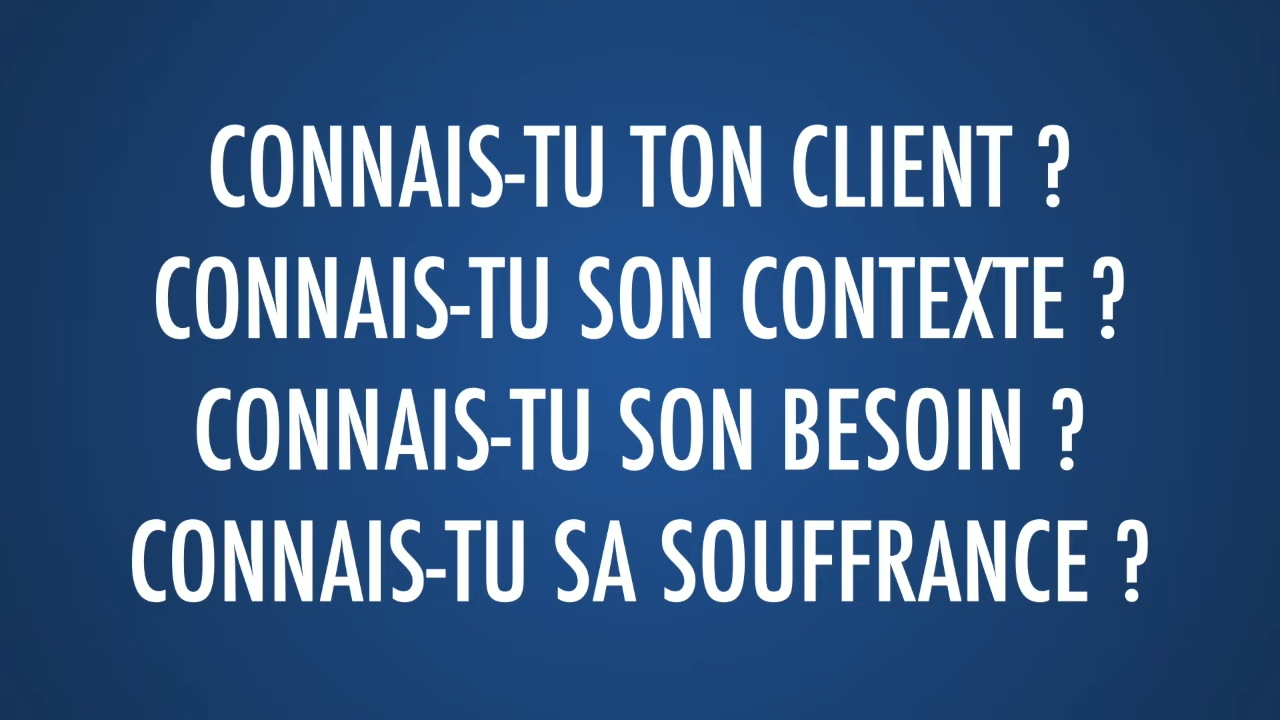 CONNAIS-TU TON CLIENT ?
CONNAIS-TU SON CONTEXTE ?
CONNAIS-TU SON BESOIN ?
CONNAIS-TU SA SOUFFRANCE ?